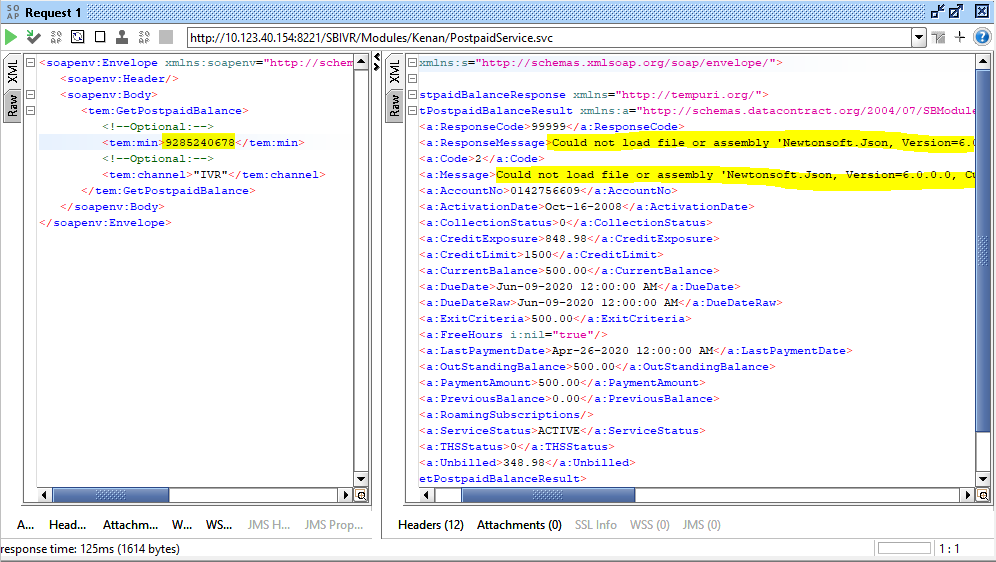 SO AP Request 1
SO AP
SO AP
http://10.123.40.154:8221/SBIVR/Modules/Kenan/PostpaidService.svc
XML
Raw
<soapenv:Envelope xmlns:soapenv="http://schem
<soapenv:Header/>
<soapenv:Body>
<tem:GetPostpaidBalance>
<!--Optional:-->
<tem:min>9285240678</tem:min>
<!--Optional:-->
<tem:channel>"IVR"</tem:channel>
</tem:GetPostpaidBalance>
</soapenv:Body>
</soapenv:Envelope>
XML
Raw
xmlns:s="http://schemas.xmlsoap.org/soap/envelope/">
stpaidBalanceResponse xmlns="http://tempuri.org/">
tPostpaidBalanceResult xmlns:a="http://schemas.datacontract.org/2004/07/SBModule
<a:ResponseCode>99999</a:ResponseCode>
<a:ResponseMessage>Could not load file or assembly 'Newtonsoft.Json, Version=6.0
<a:Code>2</a:Code>
<a:Message>Could not load file or assembly 'Newtonsoft.Json, Version=6.0.0.0, Cu
<a:AccountNo>0142756609</a:AccountNo>
<a:ActivationDate>Oct-16-2008</a:ActivationDate>
<a:CollectionStatus>0</a:CollectionStatus>
<a:CreditExposure>848.98</a:CreditExposure>
<a:CreditLimit>1500</a:CreditLimit>
<a:CurrentBalance>500.00</a:CurrentBalance>
<a:DueDate>Jun-09-2020 12:00:00 AM</a:DueDate>
<a:DueDateRaw>Jun-09-2020 12:00:00 AM</a:DueDateRaw>
<a:ExitCriteria>500.00</a:ExitCriteria>
<a:FreeHours i:nil="true"/>
<a:LastPaymentDate>Apr-26-2020 12:00:00 AM</a:LastPaymentDate>
<a:OutStandingBalance>500.00</a:OutStandingBalance>
<a:PaymentAmount>500.00</a:PaymentAmount>
<a:PreviousBalance>0.00</a:PreviousBalance>
<a:RoamingSubscriptions/>
<a:ServiceStatus>ACTIVE</a:ServiceStatus>
<a:THSStatus>0</a:THSStatus>
<a:Unbilled>348.98</a:Unbilled>
etPostpaidBalanceResult>
A... Head... Attachm... W... WS... JMS H... JMS Prop...
Headers (12) Attachments (0) SSL Info WSS (0) JMS (0)
response time: 125ms (1614 bytes)
1 : 1